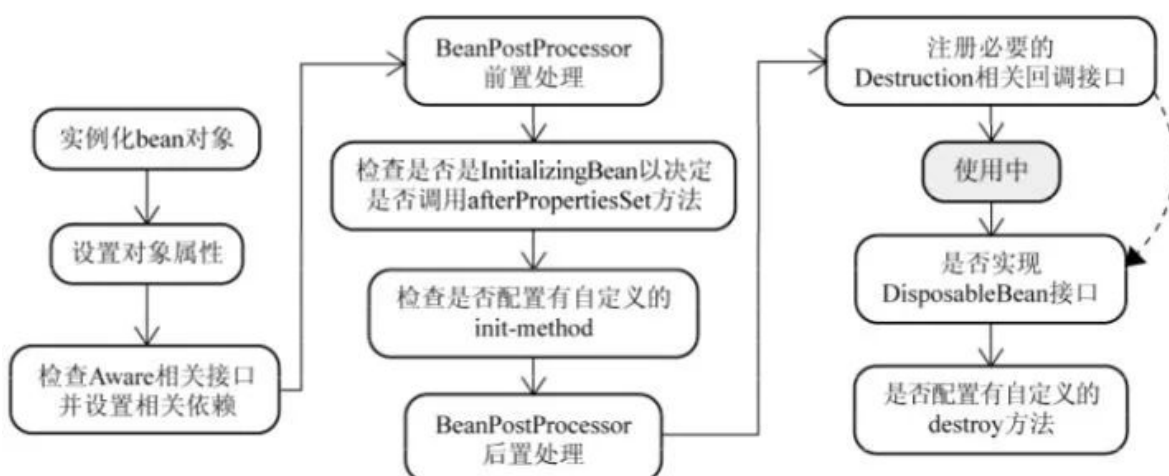 实例化bean对象
设置对象属性
检查Aware相关接口
并设置相关依赖
BeanPostProcessor
前置处理
检查是否是InitializingBean以决定
是否调用afterPropertiesSet方法
检查是否配置有自定义的
init-method
BeanPostProcessor
后置处理
注册必要的
Destruction相关回调接口
使用中
是否实现
DisposableBean接口
是否配置有自定义的
destroy方法